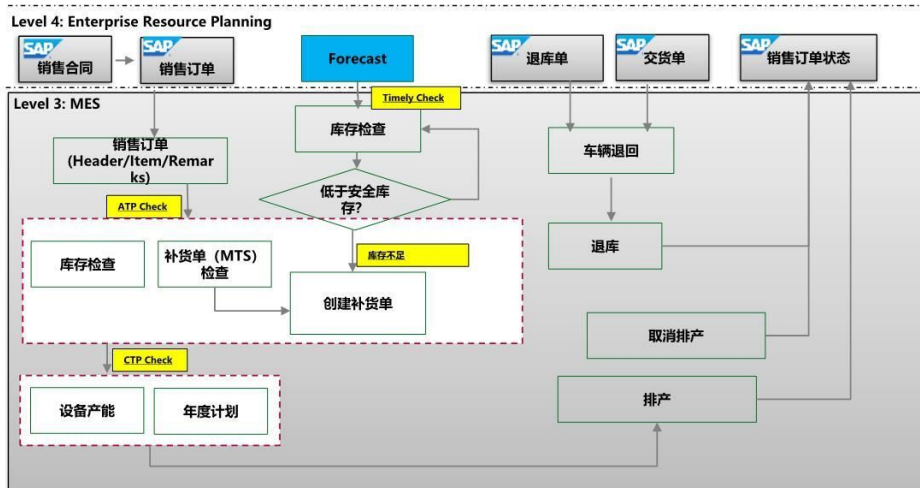 Level 4: Enterprise Resource Planning
SAP
销售合同
SAP
销售订单
Forecast
SAP
退库单
SAP
交货单
SAP
销售订单状态
Level 3: MES
Timely Check
销售订单
(Header/Item/Remar
ks)
库存检查
车辆退回
低于安全库
存?
ATP Check
退库
库存检查
补货单（MTS）
检查
库存不足
创建补货单
取消排产
CTP Check
设备产能
年度计划
排产